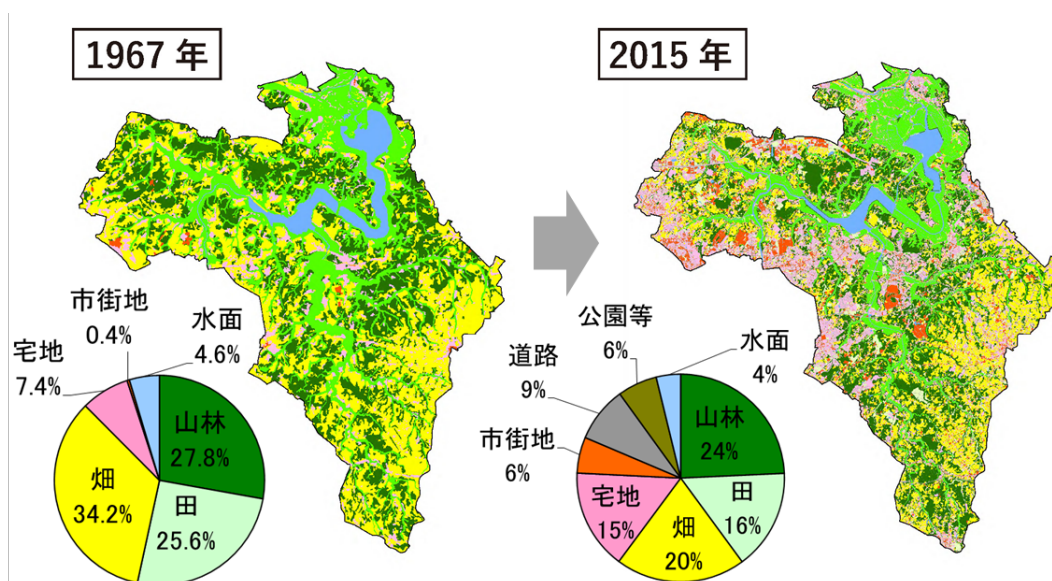 1967 年
市街地
0.4%
水面
4.6%
宅地
7.4%
山林
27.8%
畑
34.2%
田
25.6%
2015 年
公園等
6%
水面
4%
道路
9%
市街地
6%
山林
24%
宅地
15%
田
16%
畑
20%